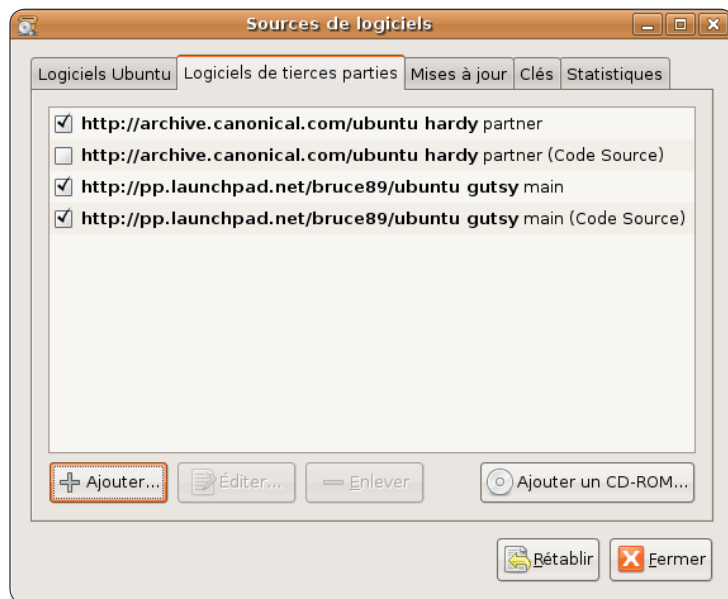 Sources de logiciels
Logiciels Ubuntu Logiciels de tierces parties Mises à jour Clés Statistiques
http://archive.canonical.com/ubuntu hardy partner
http://archive.canonical.com/ubuntu hardy partner (Code Source)
http://pp.launchpad.net/bruce89/ubuntu gutsy main
http://pp.launchpad.net/bruce89/ubuntu gutsy main (Code Source)
Ajouter... Éditer... Enlever Ajouter un CD-ROM...
Rétablir Fermer